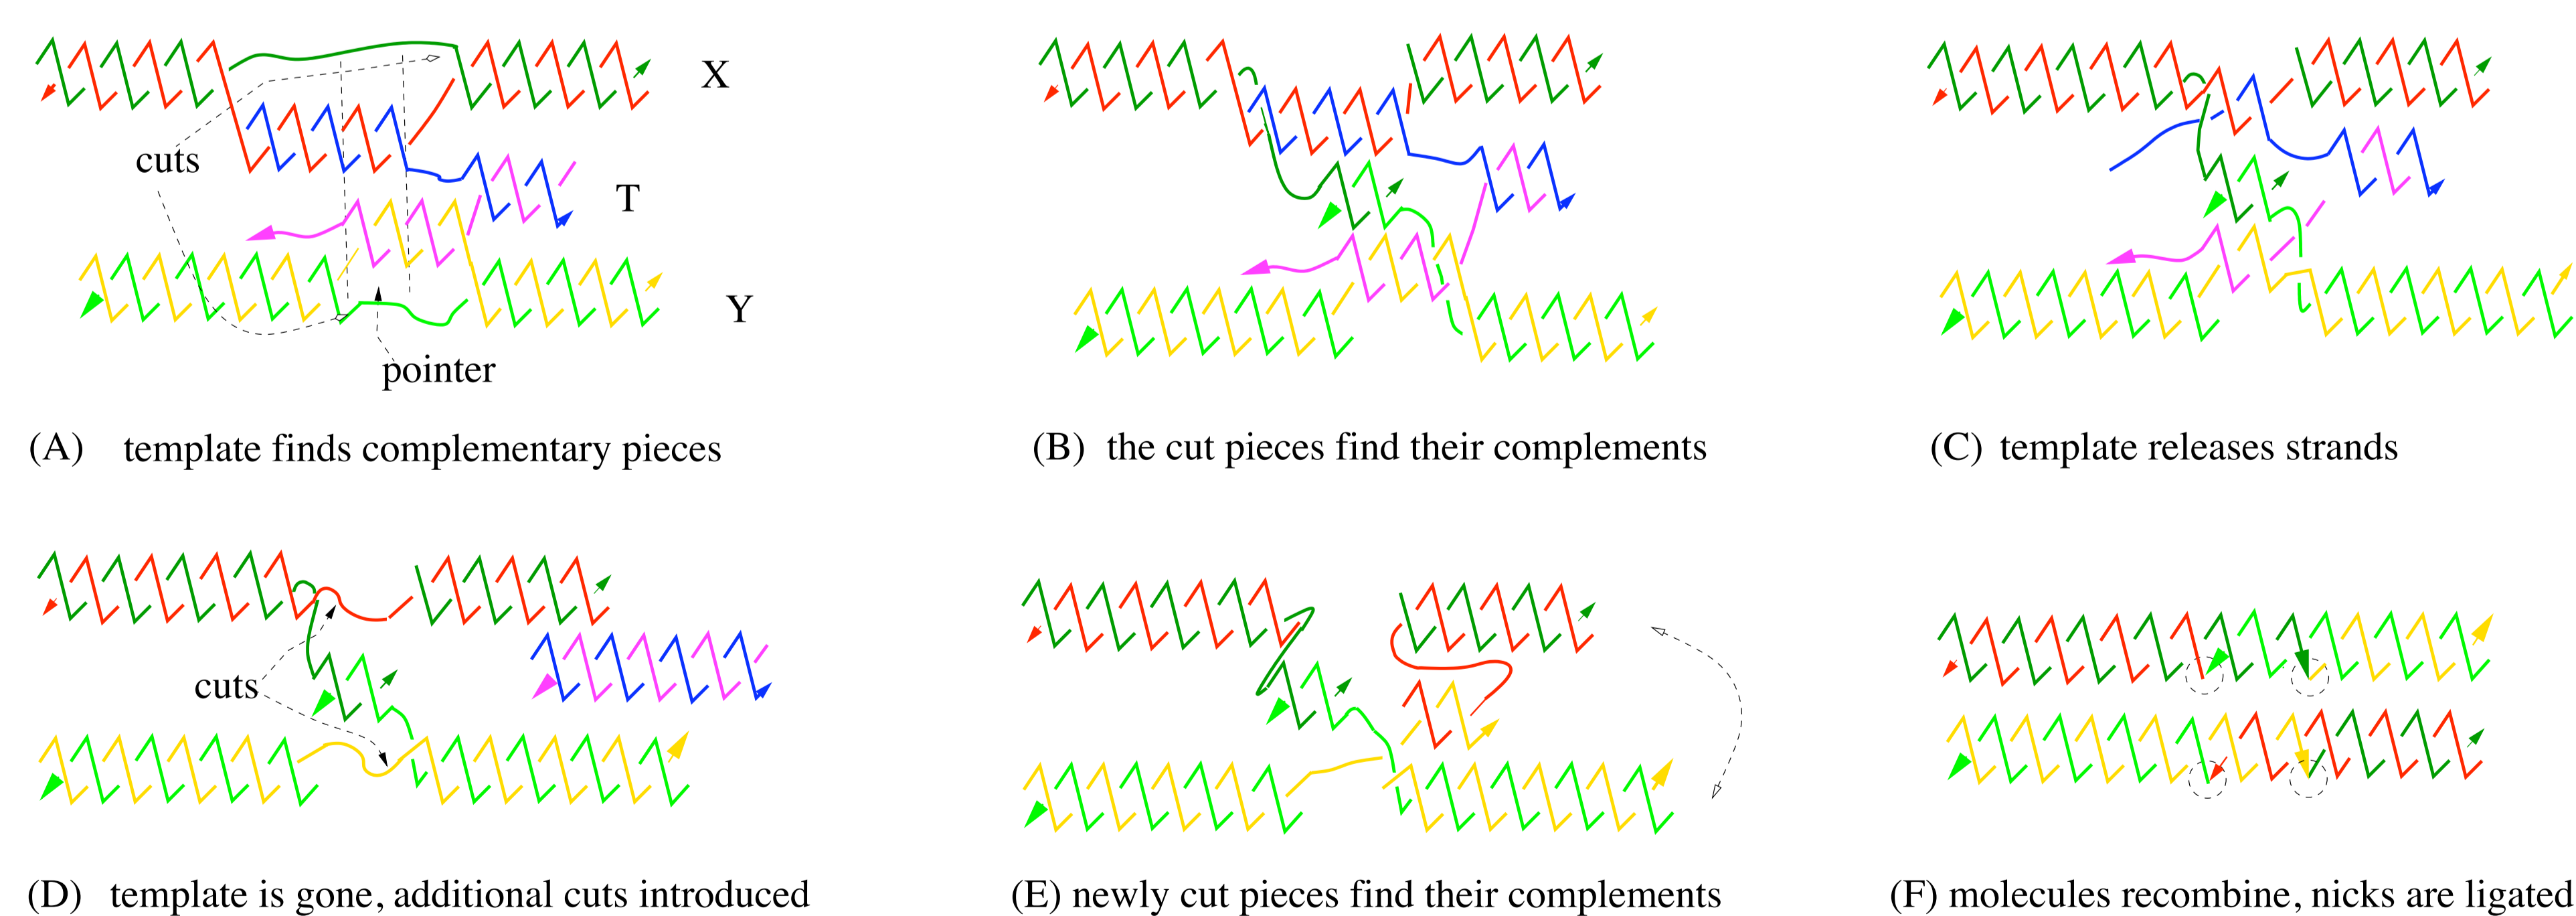 X
cuts
T
Y
pointer
(A) template finds complementary pieces
(B) the cut pieces find their complements
(C) template releases strands
cuts
(D) template is gone, additional cuts introduced
(E) newly cut pieces find their complements
(F) molecules recombine, nicks are ligated